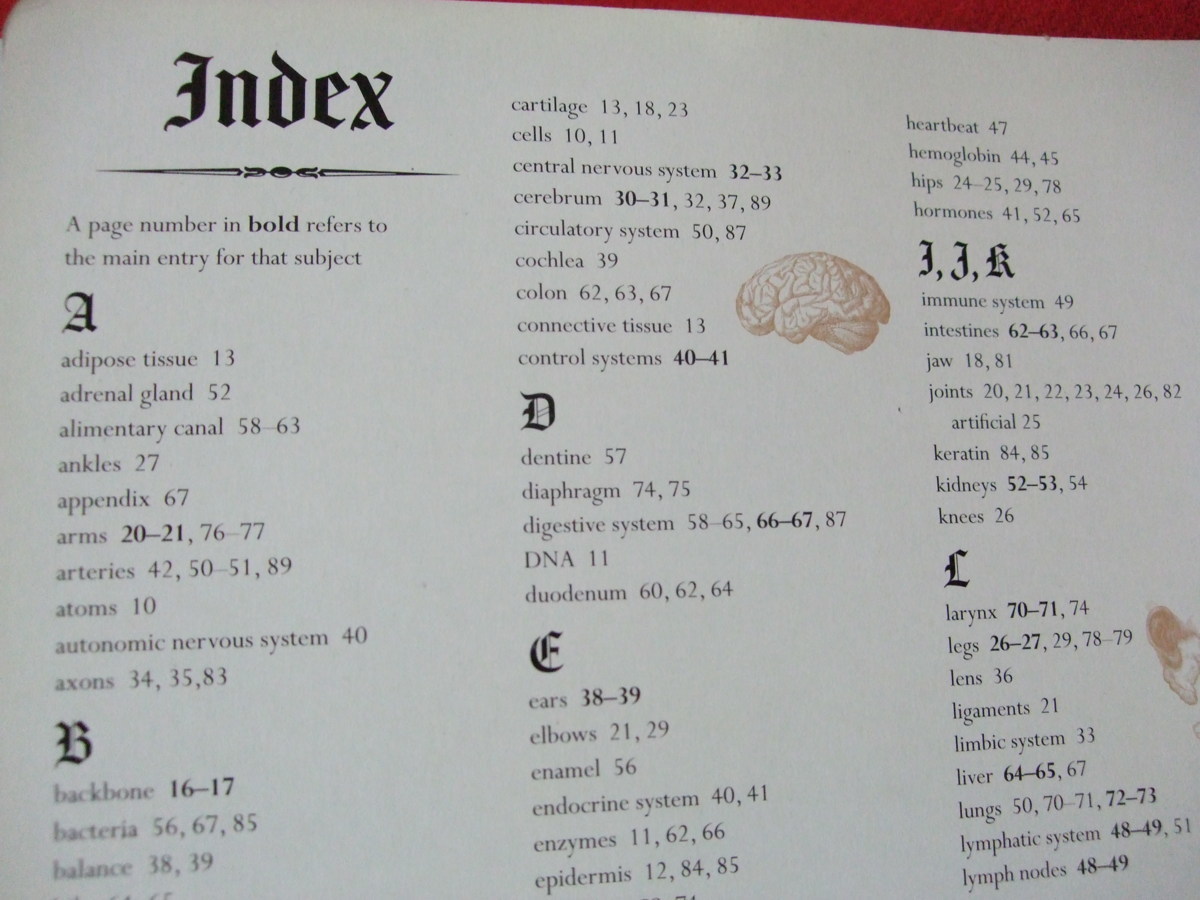 Index
A page number in bold refers to
the main entry for that subject
A
adipose tissue 13
adrenal gland 52
alimentary canal 58–63
ankles 27
appendix 67
arms 20–21, 76–77
arteries 42, 50–51, 89
atoms 10
autonomic nervous system 40
axons 34, 35,83
B
backbone 16–17
bacteria 56, 67, 85
balance 38, 39
cartilage 13, 18, 23
cells 10, 11
central nervous system 32–33
cerebrum 30–31, 32, 37, 89
circulatory system 50, 87
cochlea 39
colon 62, 63, 67
connective tissue 13
control systems 40–41
D
dentine 57
diaphragm 74, 75
digestive system 58–65, 66–67, 87
DNA 11
duodenum 60, 62, 64
E
ears 38–39
elbows 21, 29
enamel 56
endocrine system 40, 41
enzymes 11, 62, 66
epidermis 12, 84, 85
heartbeat 47
hemoglobin 44, 45
hips 24–25, 29, 78
hormones 41, 52, 65
I, J, K
immune system 49
intestines 62–63, 66, 67
jaw 18, 81
joints 20, 21, 22, 23, 24, 26, 82
artificial 25
keratin 84, 85
kidneys 52–53, 54
knees 26
L
larynx 70–71, 74
legs 26–27, 29, 78–79
lens 36
ligaments 21
limbic system 33
liver 64–65, 67
lungs 50, 70–71, 72–73
lymphatic system 48–49, 51
lymph nodes 48–49